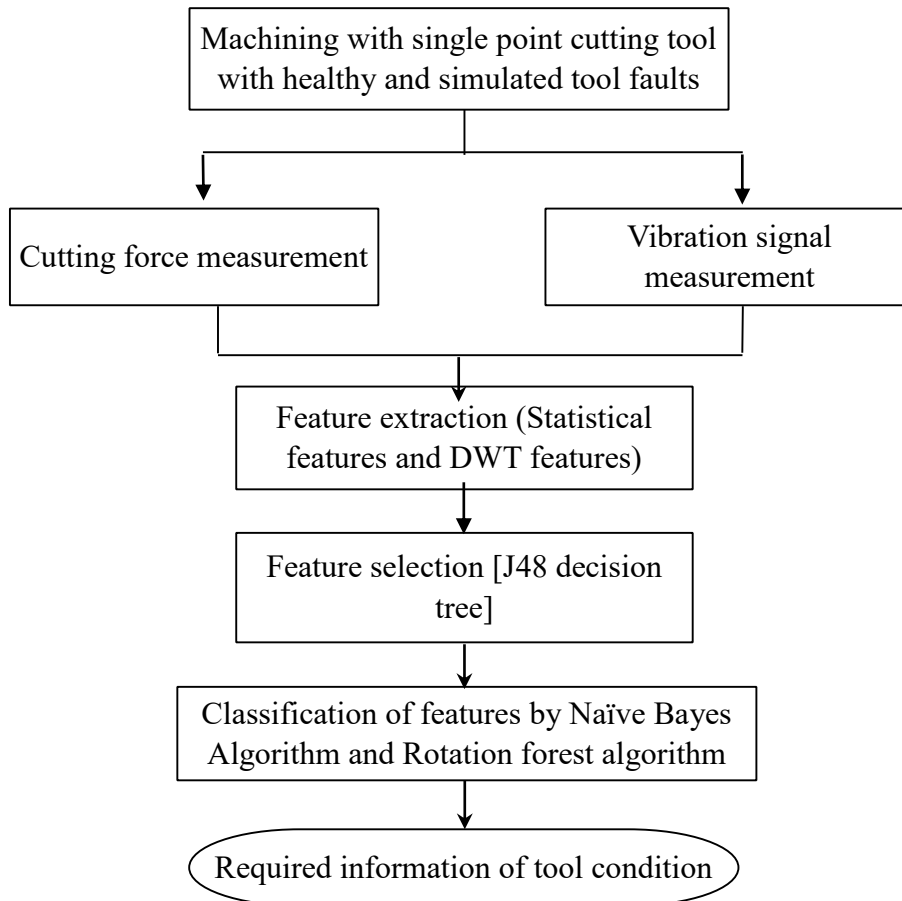 Machining with single point cutting tool
with healthy and simulated tool faults
Cutting force measurement
Vibration signal
measurement
Feature extraction (Statistical
features and DWT features)
Feature selection [J48 decision
tree]
Classification of features by Naïve Bayes
Algorithm and Rotation forest algorithm
Required information of tool condition